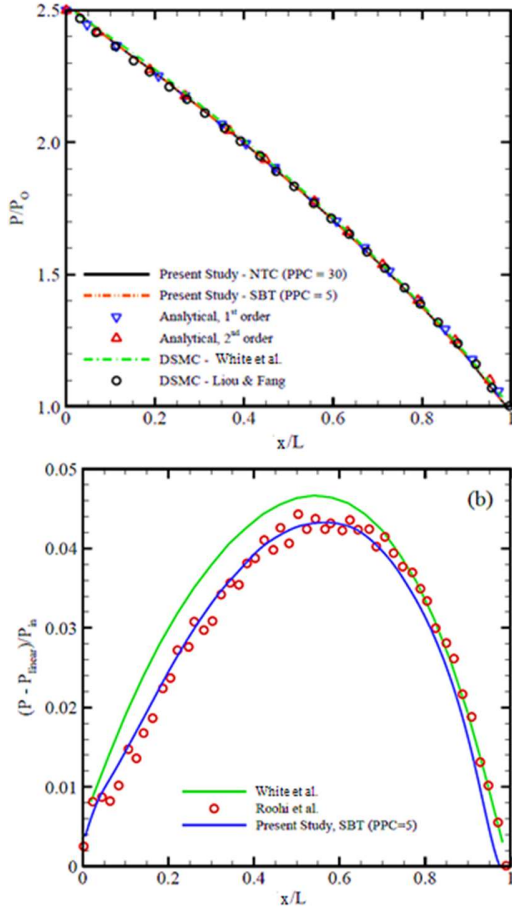 2.5
2.0
1.5
1.0
P/P_O
Present Study - NTC (PPC = 30)
Present Study - SBT (PPC = 5)
Analytical, 1st order
Analytical, 2nd order
DSMC - White et al.
DSMC - Liou & Fang
0 0.2 0.4 0.6 0.8 1
x/L
0.05
(b)
0.04
0.03
0.02
0.01
0
(P - P_linear)/P_in
White et al.
Roohi et al.
Present Study, SBT (PPC=5)
0 0.2 0.4 0.6 0.8 1
x/L